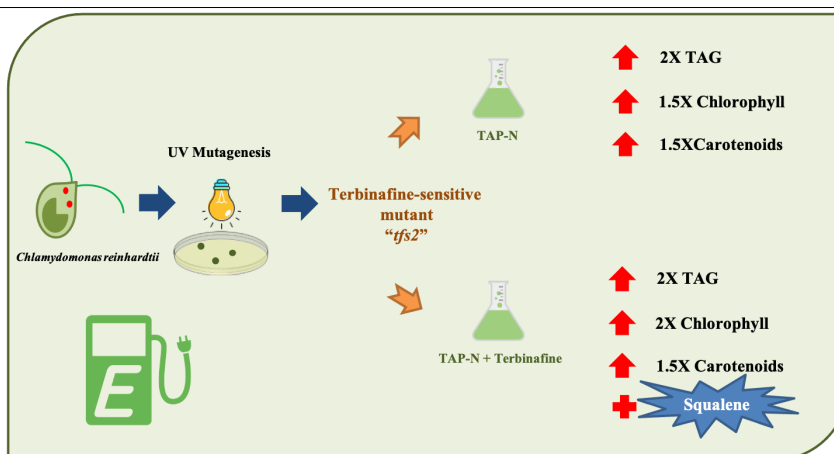 Chlamydomonas reinhardtii
UV Mutagenesis
Terbinafine-sensitive
mutant
“tfs2”
TAP-N
2X TAG
1.5X Chlorophyll
1.5XCarotenoids
TAP-N + Terbinafine
2X TAG
2X Chlorophyll
1.5X Carotenoids
Squalene
E